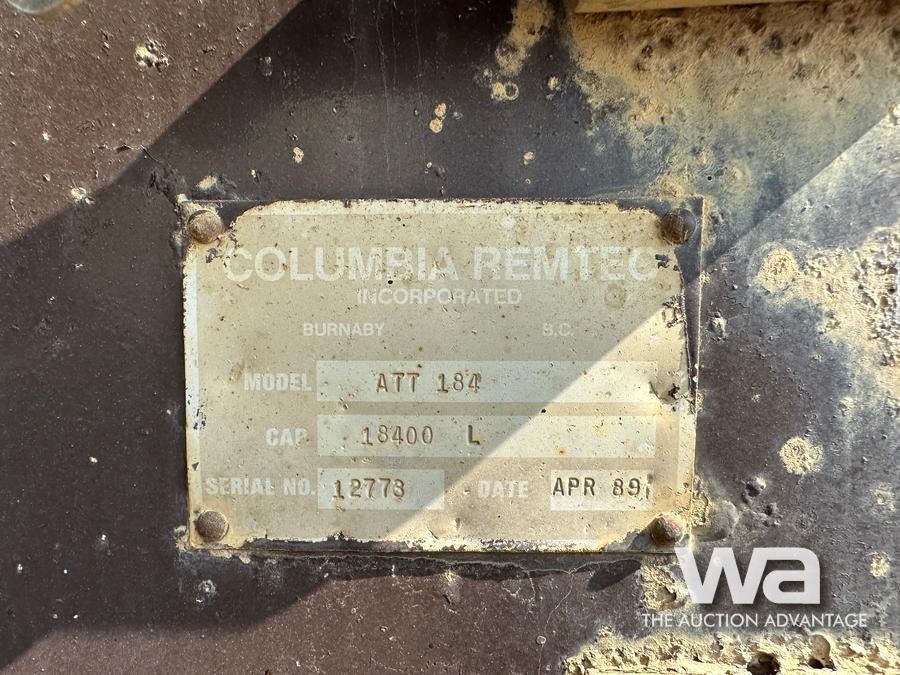 COLUMBIA REMTEC
INCORPORATED
BURNABY B.C.
MODEL ATT 184
CAP 18400 L
SERIAL NO. 12773 DATE APR 89
wa
THE AUCTION ADVANTAGE